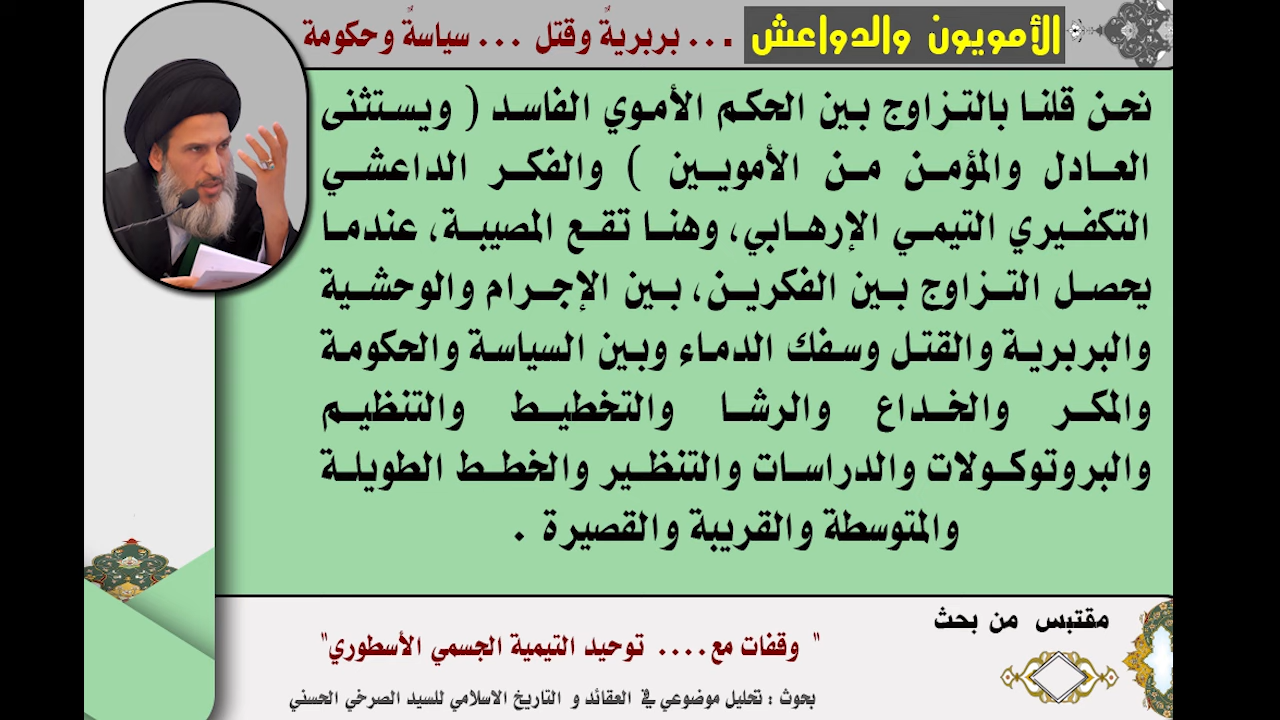 الأمويون والدواعش ... بربريةٌ وقتل ... سياسةٌ وحكومة
نحن قلنا بالتزاوج بين الحكم الأموي الفاسد ( ويستثنى
العادل والمؤمن من الأمويين ) والفكر الداعشي
التكفيري التيمي الإرهابي، وهنا تقع المصيبة، عندما
يحصل التزاوج بين الفكرين، بين الإجرام والوحشية
والبربرية والقتل وسفك الدماء وبين السياسة والحكومة
والمكر والخداع والرشا والتخطيط والتنظيم
والبروتوكولات والدراسات والتنظير والخطط الطويلة
والمتوسطة والقريبة والقصيرة .
مقتبس من بحث
" وقفات مع.... توحيد التيمية الجسمي الأسطوري"
بحوث : تحليل موضوعي في العقائد و التاريخ الاسلامي للسيد الصرخي الحسني